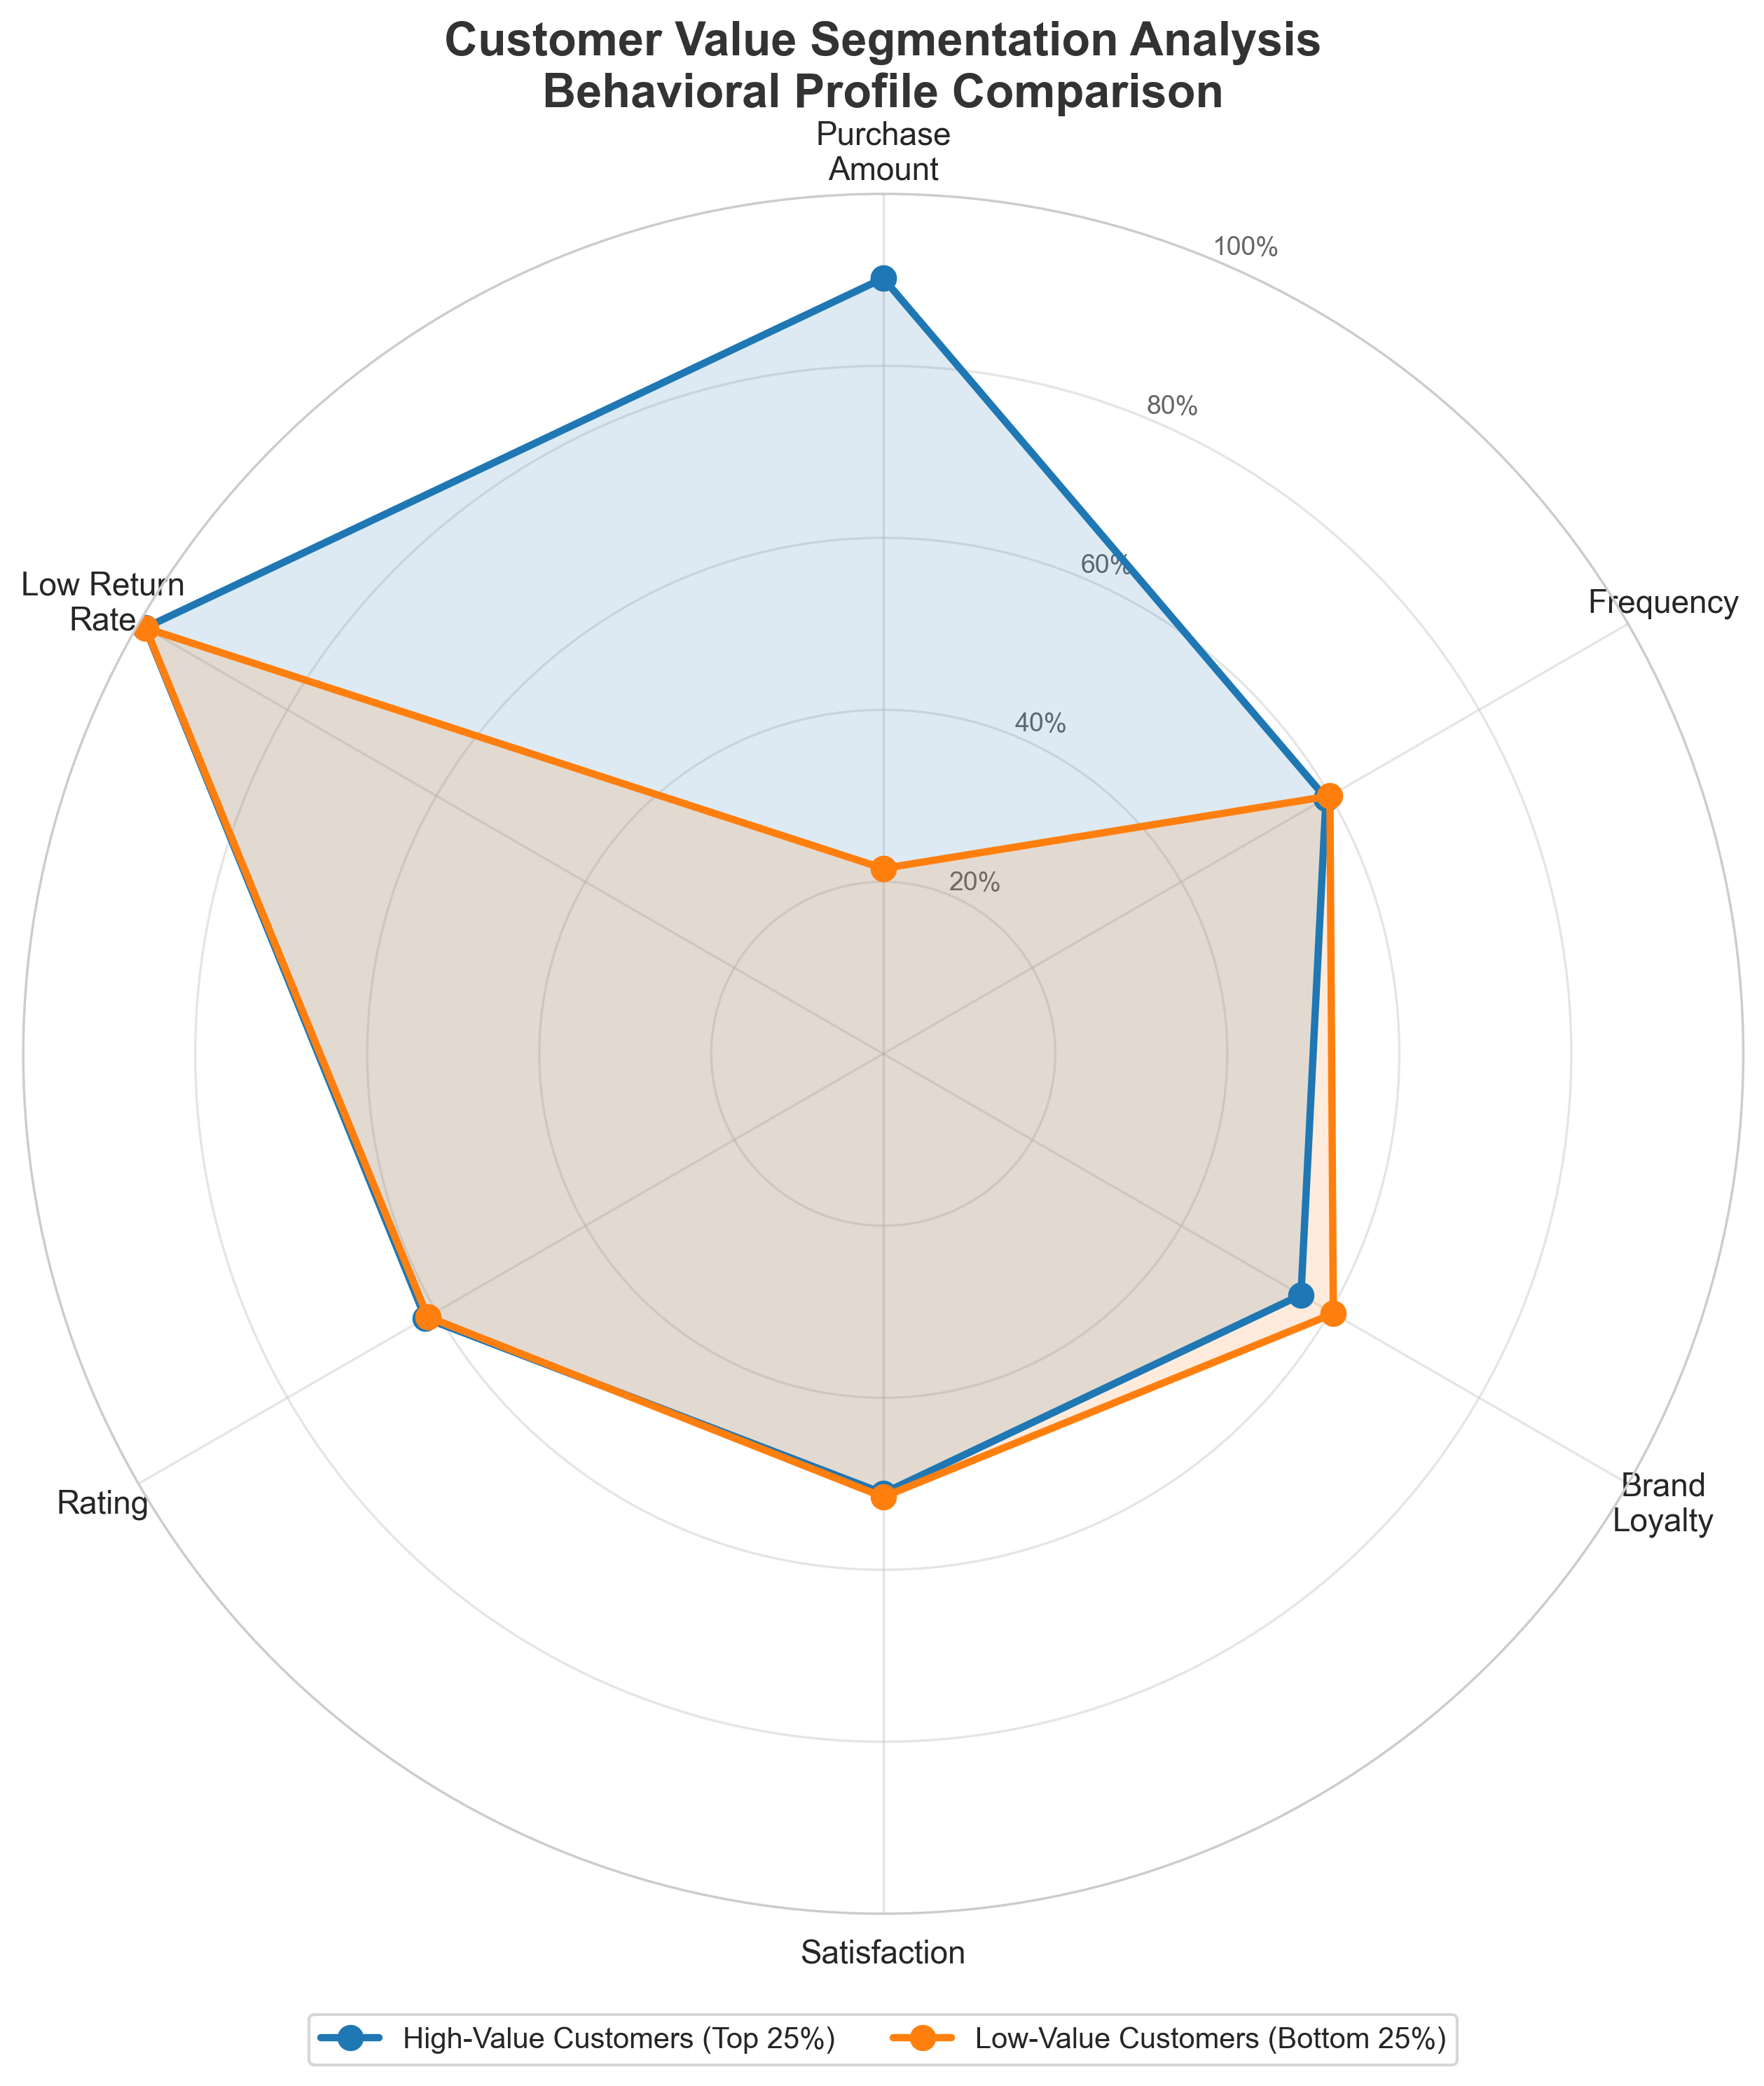 Customer Value Segmentation Analysis
Behavioral Profile Comparison
Purchase
Amount
100%
80%
60%
40%
20%
Low Return
Rate
Frequency
Rating
Brand
Loyalty
Satisfaction
High-Value Customers (Top 25%)
Low-Value Customers (Bottom 25%)